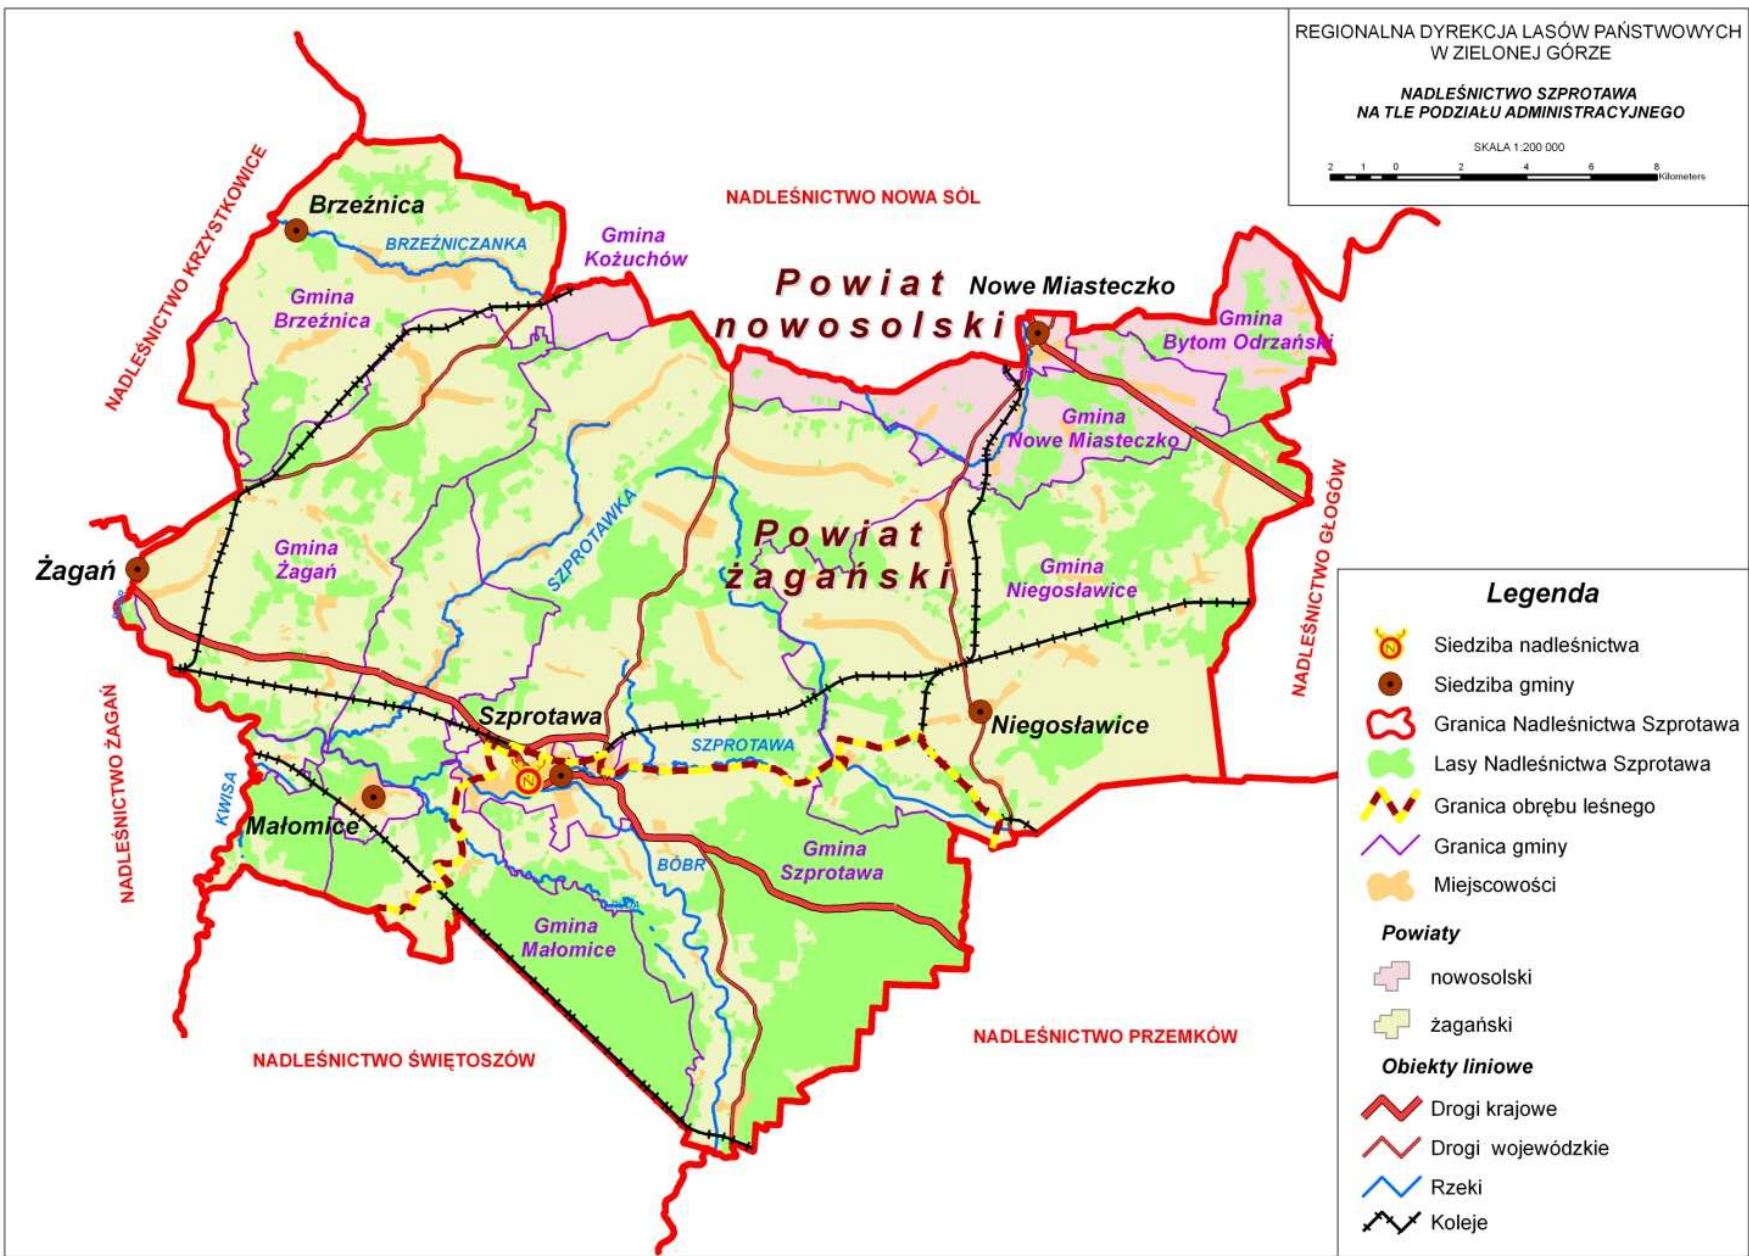 REGIONALNA DYREKCJA LASÓW PAŃSTWOWYCH
W ZIELONEJ GÓRZE
NADLEŚNICTWO SZPROTAWA
NA TLE PODZIAŁU ADMINISTRACYJNEGO
SKALA 1:200 000
2 1 0 2 4 6 8
Kilometers
NADLEŚNICTWO KRZYSTKOWICE
NADLEŚNICTWO NOWA SÓL
Brzeźnica
BRZEŹNICZANKA
Gmina
Kożuchów
Gmina
Brzeźnica
Powiat
nowosolski
Nowe Miasteczko
Gmina
Bytom Odrzański
Gmina
Nowe Miasteczko
NADLEŚNICTWO GŁOGÓW
SZPROTAWKA
Powiat
żagański
Żagań
Gmina
Żagań
Gmina
Niegosławice
NADLEŚNICTWO ŻAGAŃ
Szprotawa
N
SZPROTAWA
Niegosławice
KWISA
Małomice
BÓBR
Gmina
Szprotawa
Gmina
Małomice
NADLEŚNICTWO ŚWIĘTOSZÓW
NADLEŚNICTWO PRZEMKÓW
Legenda
N
Siedziba nadleśnictwa
Siedziba gminy
Granica Nadleśnictwa Szprotawa
Lasy Nadleśnictwa Szprotawa
Granica obrębu leśnego
Granica gminy
Miejscowości
Powiaty
nowosolski
żagański
Obiekty liniowe
Drogi krajowe
Drogi wojewódzkie
Rzeki
Koleje